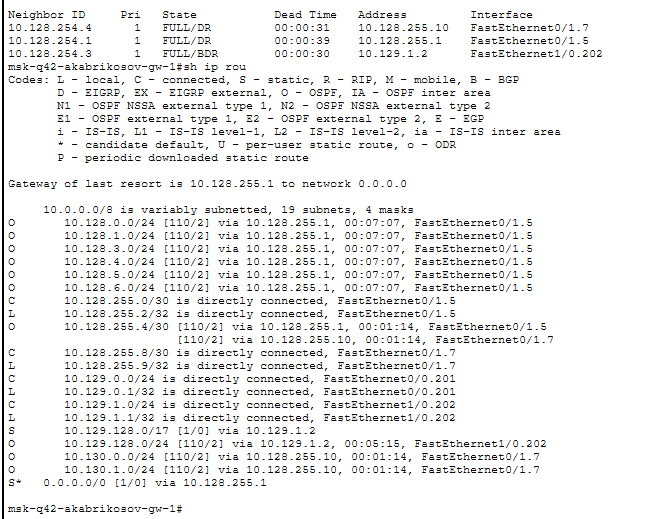 Neighbor ID     Pri   State           Dead Time   Address         Interface
10.128.254.4      1   FULL/DR         00:00:31    10.128.255.10   FastEthernet0/1.7
10.128.254.1      1   FULL/DR         00:00:39    10.128.255.1    FastEthernet0/1.5
10.128.254.3      1   FULL/BDR        00:00:30    10.129.1.2      FastEthernet1/0.202
msk-q42-akabrikosov-gw-1#sh ip rou
Codes: L - local, C - connected, S - static, R - RIP, M - mobile, B - BGP
       D - EIGRP, EX - EIGRP external, O - OSPF, IA - OSPF inter area
       N1 - OSPF NSSA external type 1, N2 - OSPF NSSA external type 2
       E1 - OSPF external type 1, E2 - OSPF external type 2, E - EGP
       i - IS-IS, L1 - IS-IS level-1, L2 - IS-IS level-2, ia - IS-IS inter area
       * - candidate default, U - per-user static route, o - ODR
       P - periodic downloaded static route
Gateway of last resort is 10.128.255.1 to network 0.0.0.0
     10.0.0.0/8 is variably subnetted, 19 subnets, 4 masks
O       10.128.0.0/24 [110/2] via 10.128.255.1, 00:07:07, FastEthernet0/1.5
O       10.128.1.0/24 [110/2] via 10.128.255.1, 00:07:07, FastEthernet0/1.5
O       10.128.3.0/24 [110/2] via 10.128.255.1, 00:07:07, FastEthernet0/1.5
O       10.128.4.0/24 [110/2] via 10.128.255.1, 00:07:07, FastEthernet0/1.5
O       10.128.5.0/24 [110/2] via 10.128.255.1, 00:07:07, FastEthernet0/1.5
O       10.128.6.0/24 [110/2] via 10.128.255.1, 00:07:07, FastEthernet0/1.5
C       10.128.255.0/30 is directly connected, FastEthernet0/1.5
L       10.128.255.2/32 is directly connected, FastEthernet0/1.5
O       10.128.255.4/30 [110/2] via 10.128.255.1, 00:01:14, FastEthernet0/1.5
                        [110/2] via 10.128.255.10, 00:01:14, FastEthernet0/1.7
C       10.128.255.8/30 is directly connected, FastEthernet0/1.7
L       10.128.255.9/32 is directly connected, FastEthernet0/1.7
C       10.129.0.0/24 is directly connected, FastEthernet0/0.201
L       10.129.0.1/32 is directly connected, FastEthernet0/0.201
C       10.129.1.0/24 is directly connected, FastEthernet1/0.202
L       10.129.1.1/32 is directly connected, FastEthernet1/0.202
S       10.129.128.0/17 [1/0] via 10.129.1.2
O       10.129.128.0/24 [110/2] via 10.129.1.2, 00:05:15, FastEthernet1/0.202
O       10.130.0.0/24 [110/2] via 10.128.255.10, 00:01:14, FastEthernet0/1.7
O       10.130.1.0/24 [110/2] via 10.128.255.10, 00:01:14, FastEthernet0/1.7
S*   0.0.0.0/0 [1/0] via 10.128.255.1
msk-q42-akabrikosov-gw-1#